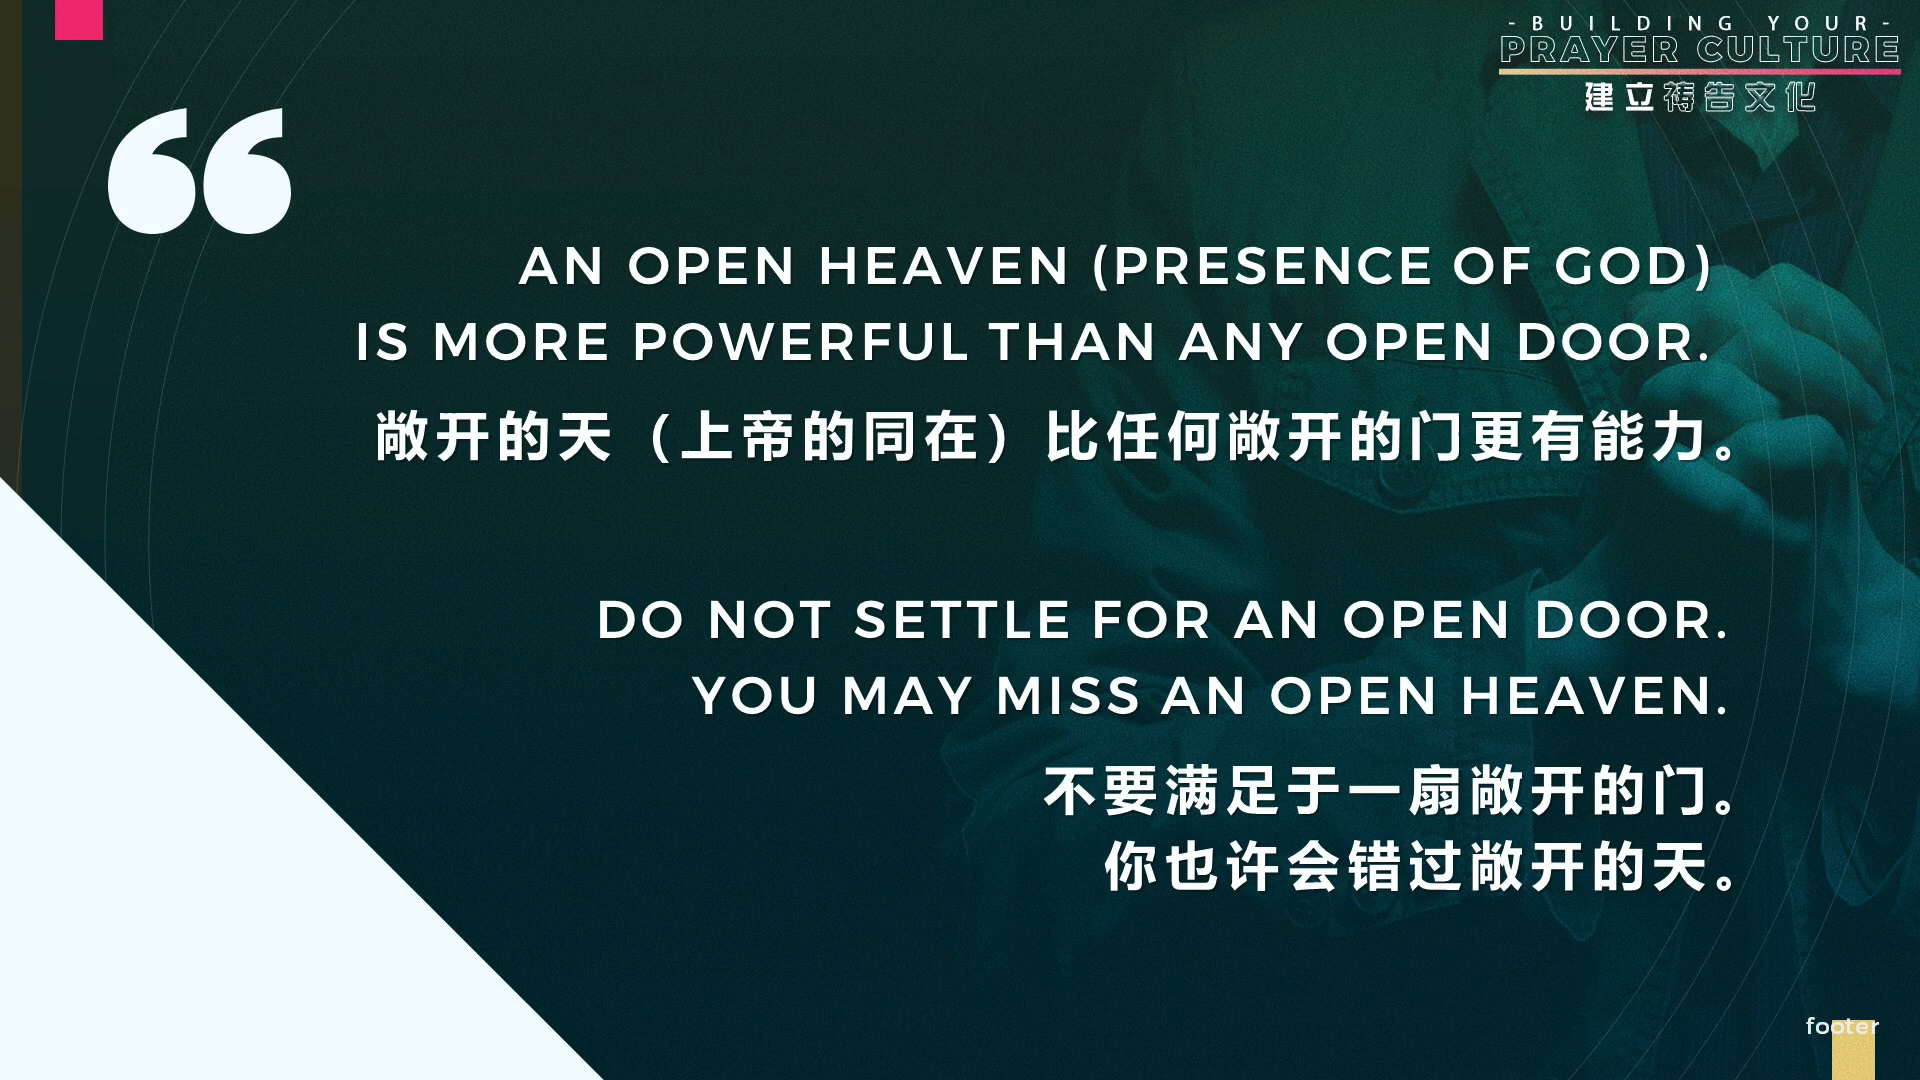 - BUILDING YOUR -
PRAYER CULTURE
建立祷告文化
“
AN OPEN HEAVEN (PRESENCE OF GOD)
IS MORE POWERFUL THAN ANY OPEN DOOR.
敞开的天（上帝的同在）比任何敞开的门更有能力。
DO NOT SETTLE FOR AN OPEN DOOR.
YOU MAY MISS AN OPEN HEAVEN.
不要满足于一扇敞开的门。
你也许会错过敞开的天。
footer